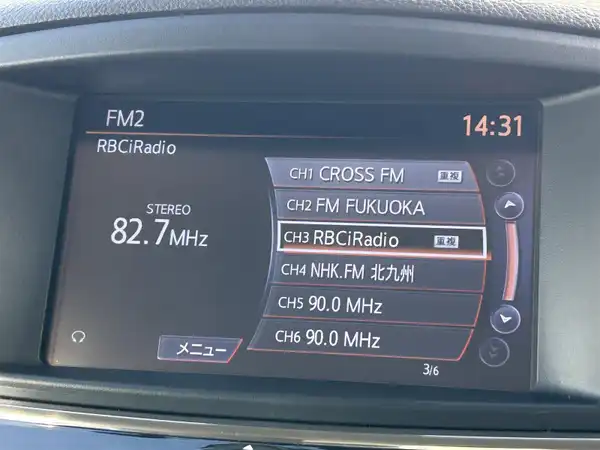 FM2
14:31
RBCiRadio
STEREO
82.7MHz
CH1 CROSS FM 重複
CH2 FM FUKUOKA
CH3 RBCiRadio 重複
CH4 NHK.FM 北九州
CH5 90.0 MHz
CH6 90.0 MHz
メニュー
3/6